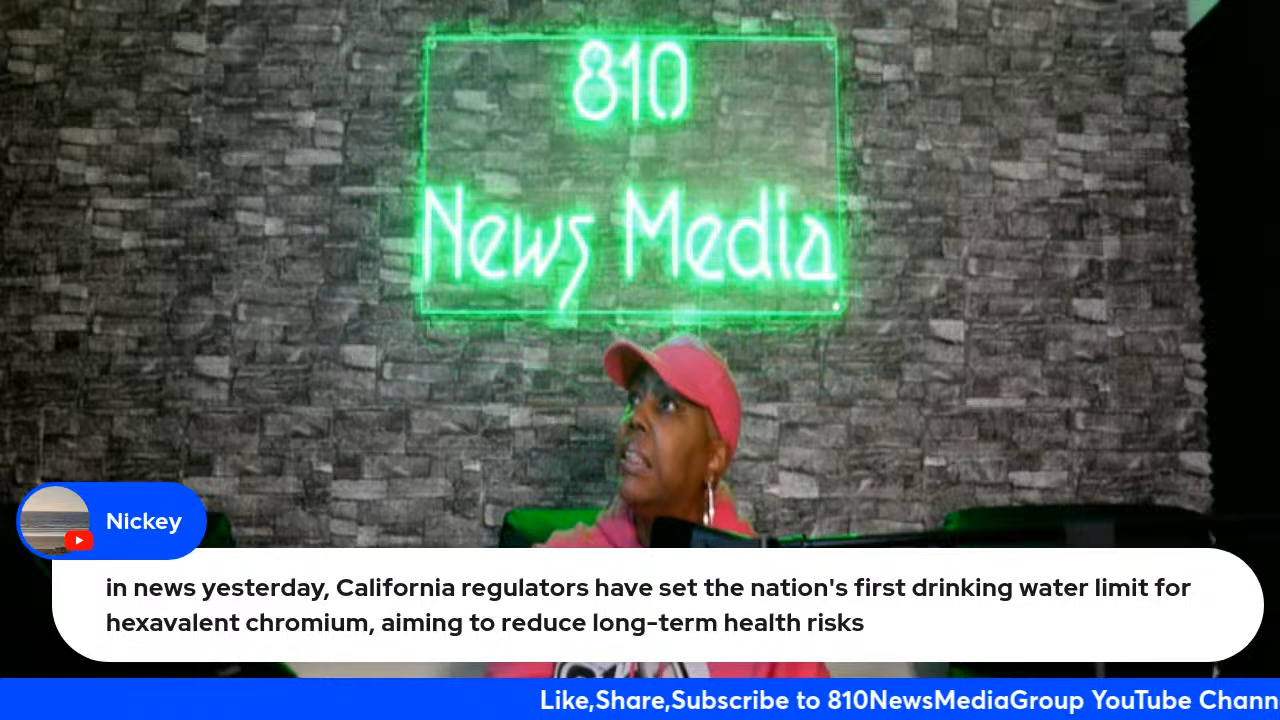 810
News Media
Nickey
in news yesterday, California regulators have set the nation's first drinking water limit for
hexavalent chromium, aiming to reduce long-term health risks
Like,Share,Subscribe to 810NewsMediaGroup YouTube Chann